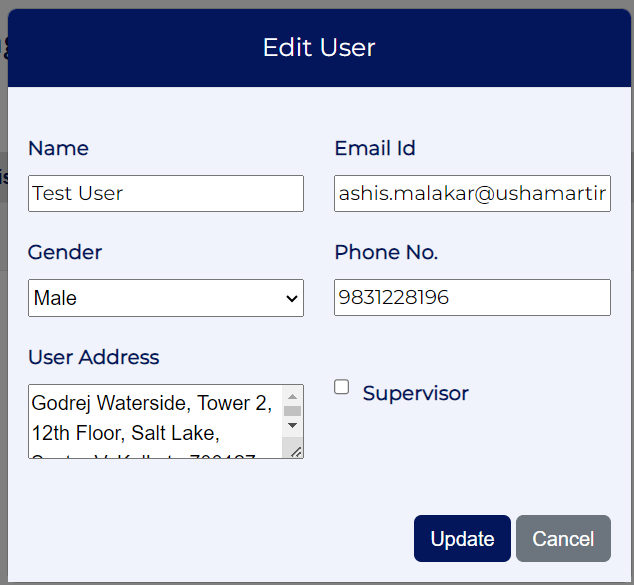 Edit User
Name
Email Id
Test User
ashis.malakar@ushamartir
Gender
Phone No.
Male
9831228196
User Address
Godrej Waterside, Tower 2,
12th Floor, Salt Lake,
Supervisor
Update
Cancel